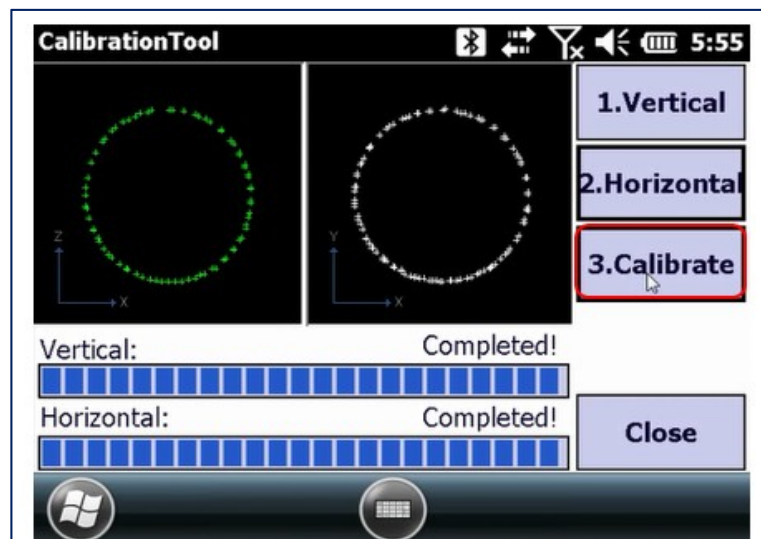 CalibrationTool 5:55
1.Vertical
2.Horizontal
3.Calibrate
Z
X
Y
X
Vertical: Completed!
Horizontal: Completed!
Close